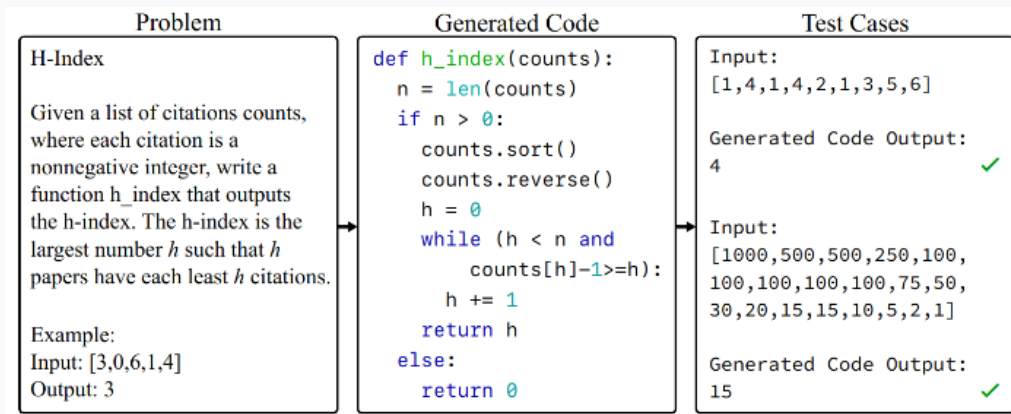 Problem
H-Index
Given a list of citations counts,
where each citation is a
nonnegative integer, write a
function h_index that outputs
the h-index. The h-index is the
largest number h such that h
papers have each least h citations.
Example:
Input: [3,0,6,1,4]
Output: 3
Generated Code
def h_index(counts):
  n = len(counts)
  if n > 0:
    counts.sort()
    counts.reverse()
    h = 0
    while (h < n and
        counts[h]-1>=h):
      h += 1
    return h
  else:
    return 0
Test Cases
Input:
[1,4,1,4,2,1,3,5,6]
Generated Code Output:
4
Input:
[1000,500,500,250,100,
100,100,100,100,75,50,
30,20,15,15,10,5,2,1]
Generated Code Output:
15